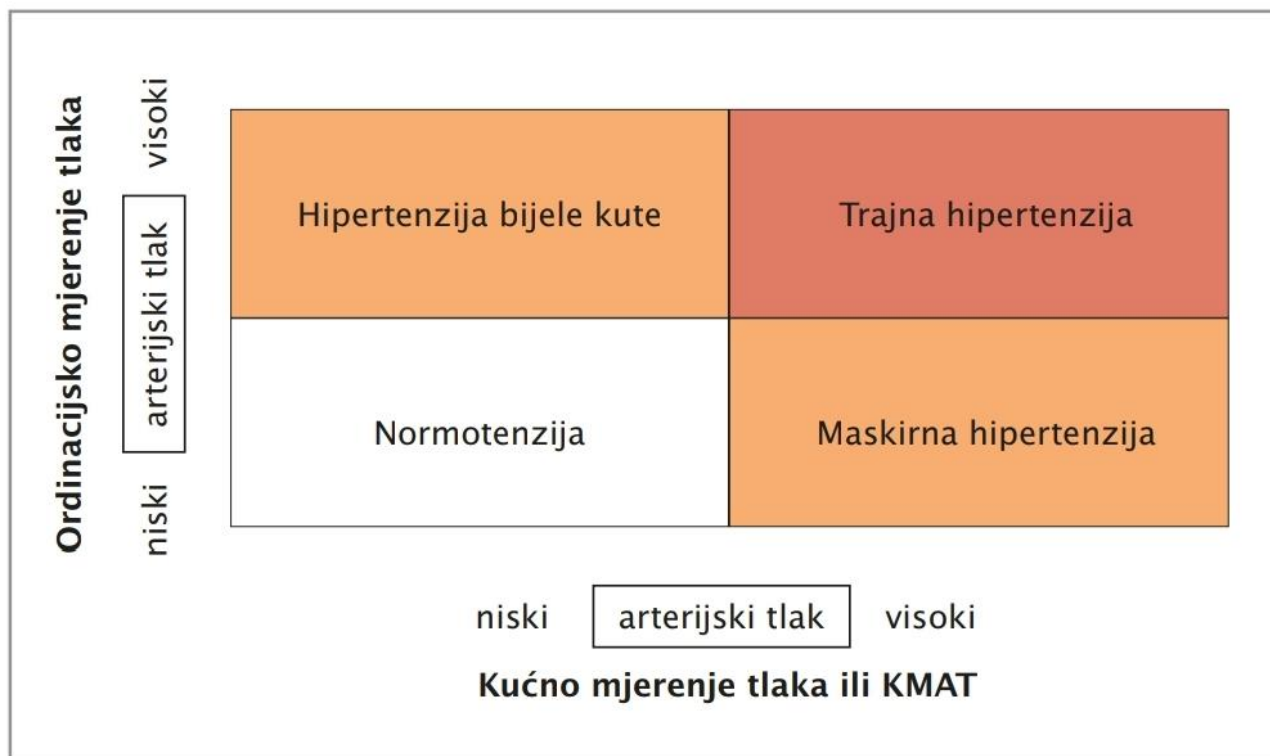 Ordinacijsko mjerenje tlaka
visoki
arterijski tlak
niski
Hipertenzija bijele kute
Trajna hipertenzija
Normotenzija
Maskirna hipertenzija
niski arterijski tlak visoki
Kućno mjerenje tlaka ili KMAT